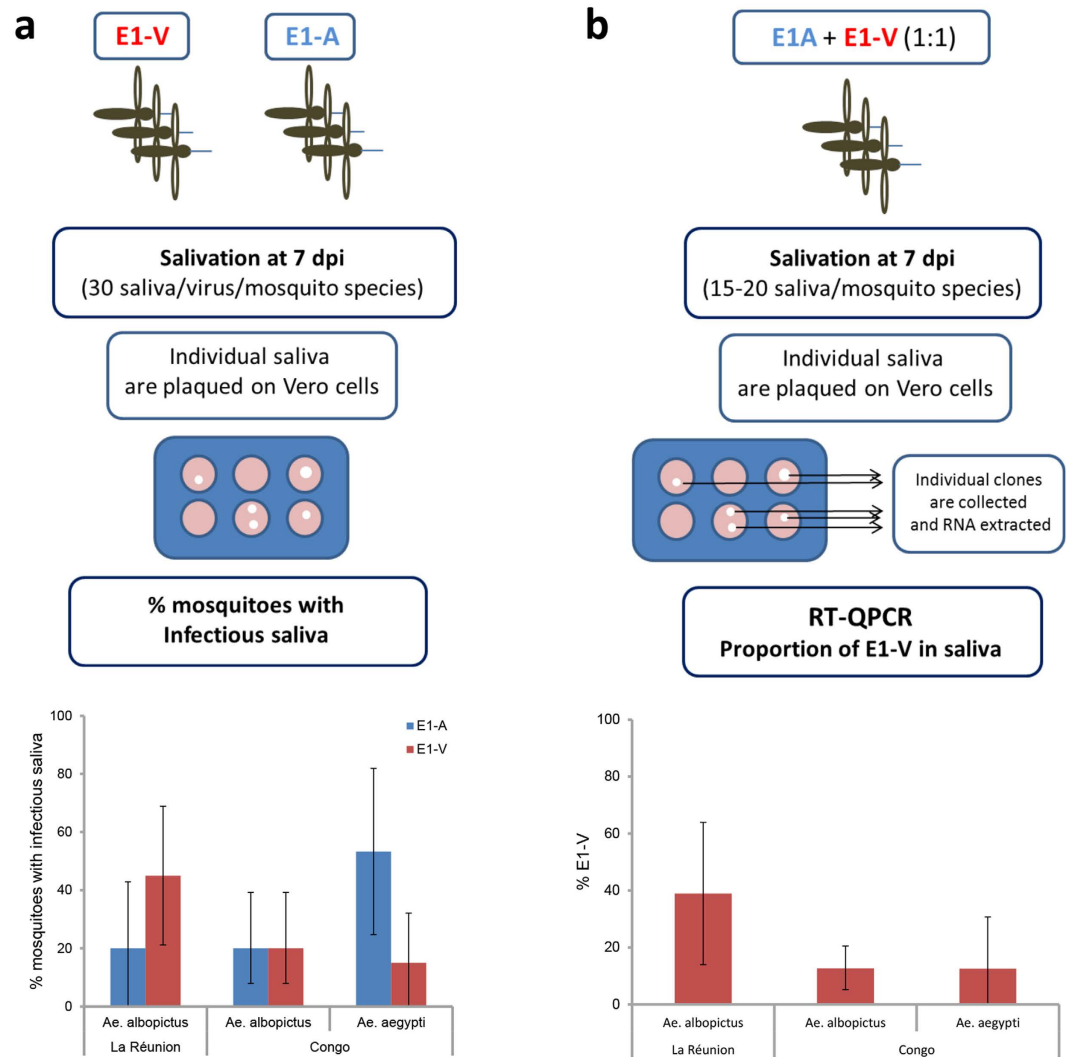 a
E1-V
E1-A
Salivation at 7 dpi
(30 saliva/virus/mosquito species)
Individual saliva
are plaqued on Vero cells
% mosquitoes with
Infectious saliva
% mosquitoes with infectious saliva
100
80
60
40
20
0
E1-A
E1-V
Ae. albopictus
Ae. albopictus
Ae. aegypti
La Réunion
Congo
b
E1A + E1-V (1:1)
Salivation at 7 dpi
(15-20 saliva/mosquito species)
Individual saliva
are plaqued on Vero cells
Individual clones
are collected
and RNA extracted
RT-QPCR
Proportion of E1-V in saliva
% E1-V
100
80
60
40
20
0
Ae. albopictus
Ae. albopictus
Ae. aegypti
La Réunion
Congo